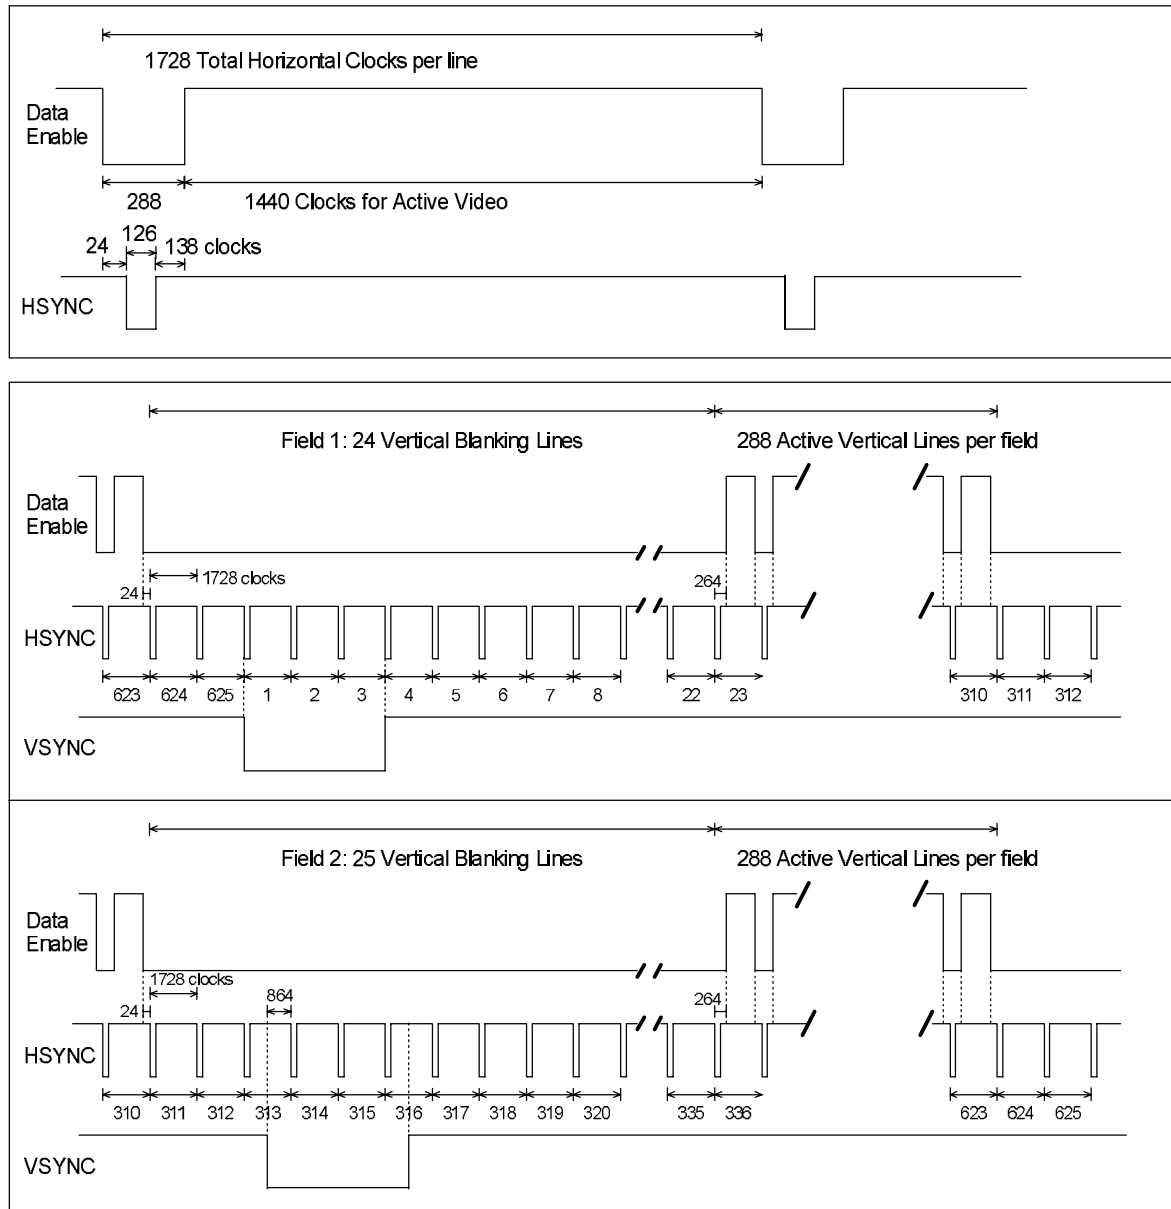 1728 Total Horizontal Clocks per line
Data
Enable
288
1440 Clocks for Active Video
126
24
138 clocks
HSYNC
Field 1: 24 Vertical Blanking Lines
288 Active Vertical Lines per field
Data
Enable
24
1728 clocks
264
HSYNC
623 624 625 1 2 3 4 5 6 7 8 22 23 310 311 312
VSYNC
Field 2: 25 Vertical Blanking Lines
288 Active Vertical Lines per field
Data
Enable
1728 clocks
24
864
264
HSYNC
310 311 312 313 314 315 316 317 318 319 320 335 336 623 624 625
VSYNC